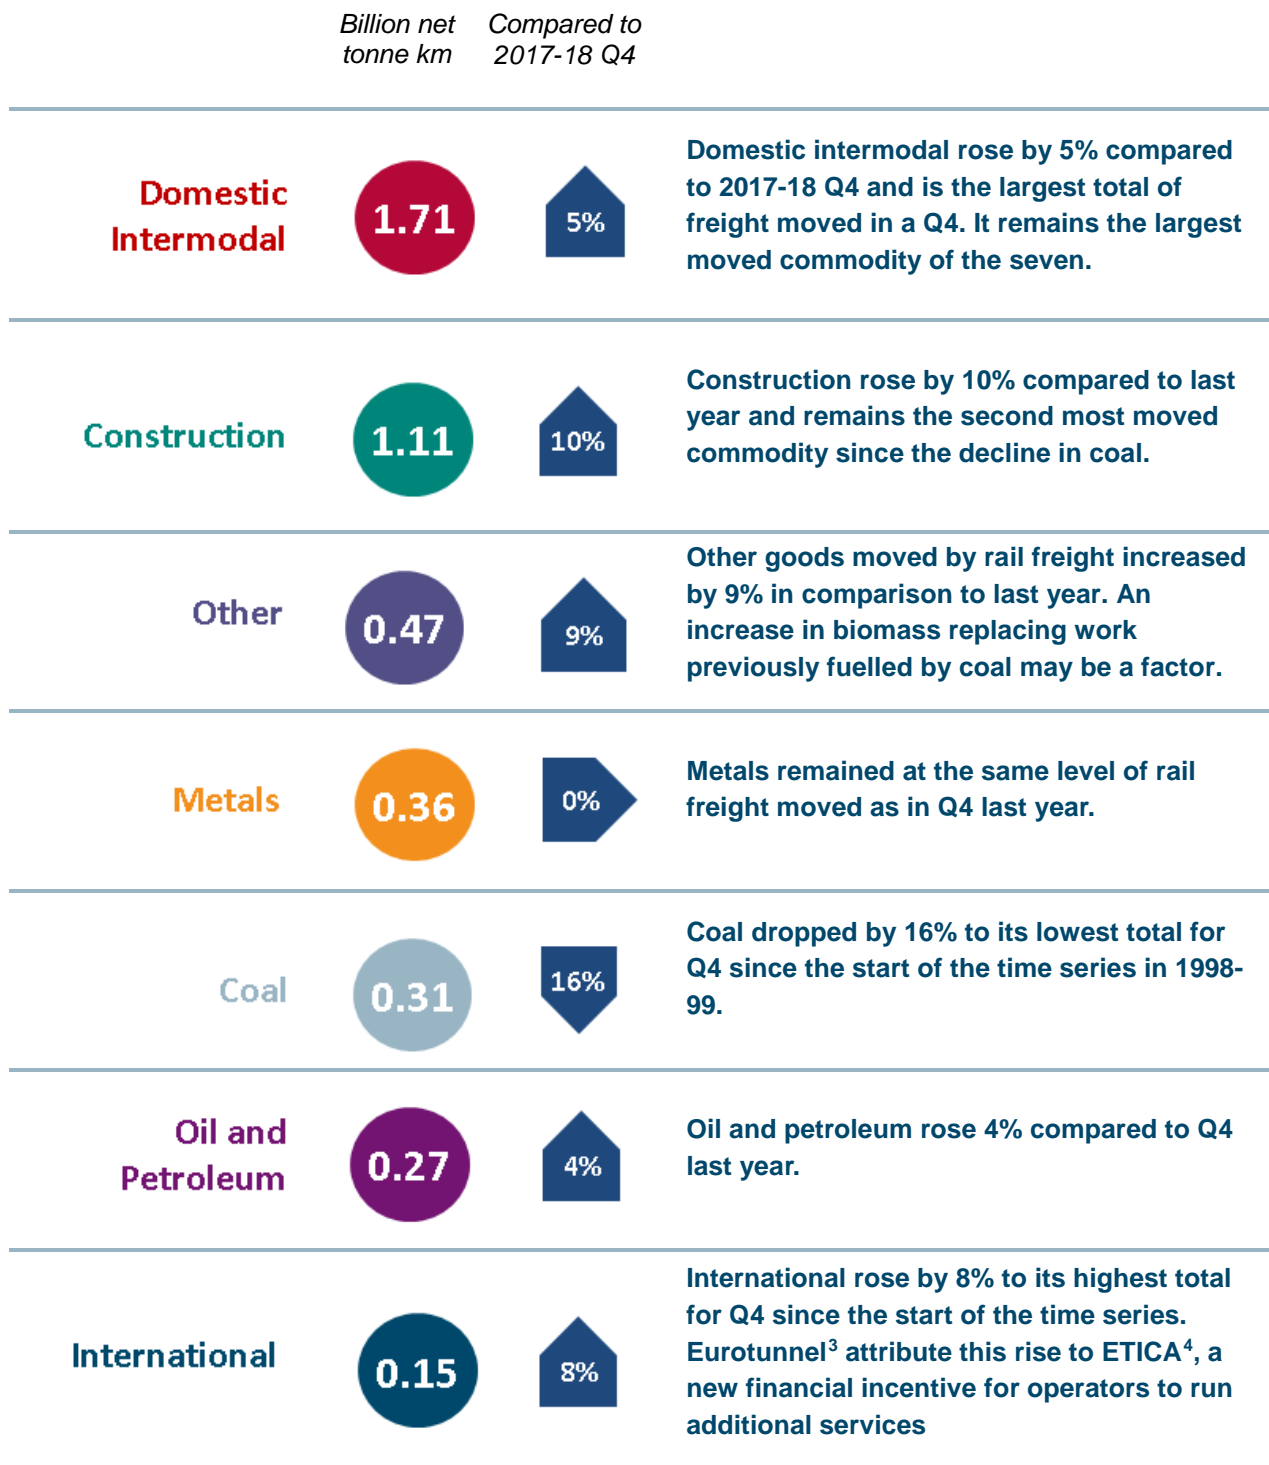 Billion net
tonne km
Compared to
2017-18 Q4
Domestic
Intermodal
1.71
5%
Domestic intermodal rose by 5% compared
to 2017-18 Q4 and is the largest total of
freight moved in a Q4. It remains the largest
moved commodity of the seven.
Construction
1.11
10%
Construction rose by 10% compared to last
year and remains the second most moved
commodity since the decline in coal.
Other
0.47
9%
Other goods moved by rail freight increased
by 9% in comparison to last year. An
increase in biomass replacing work
previously fuelled by coal may be a factor.
Metals
0.36
0%
Metals remained at the same level of rail
freight moved as in Q4 last year.
Coal
0.31
16%
Coal dropped by 16% to its lowest total for
Q4 since the start of the time series in 1998-
99.
Oil and
Petroleum
0.27
4%
Oil and petroleum rose 4% compared to Q4
last year.
International
0.15
8%
International rose by 8% to its highest total
for Q4 since the start of the time series.
Eurotunnel³ attribute this rise to ETICA⁴, a
new financial incentive for operators to run
additional services